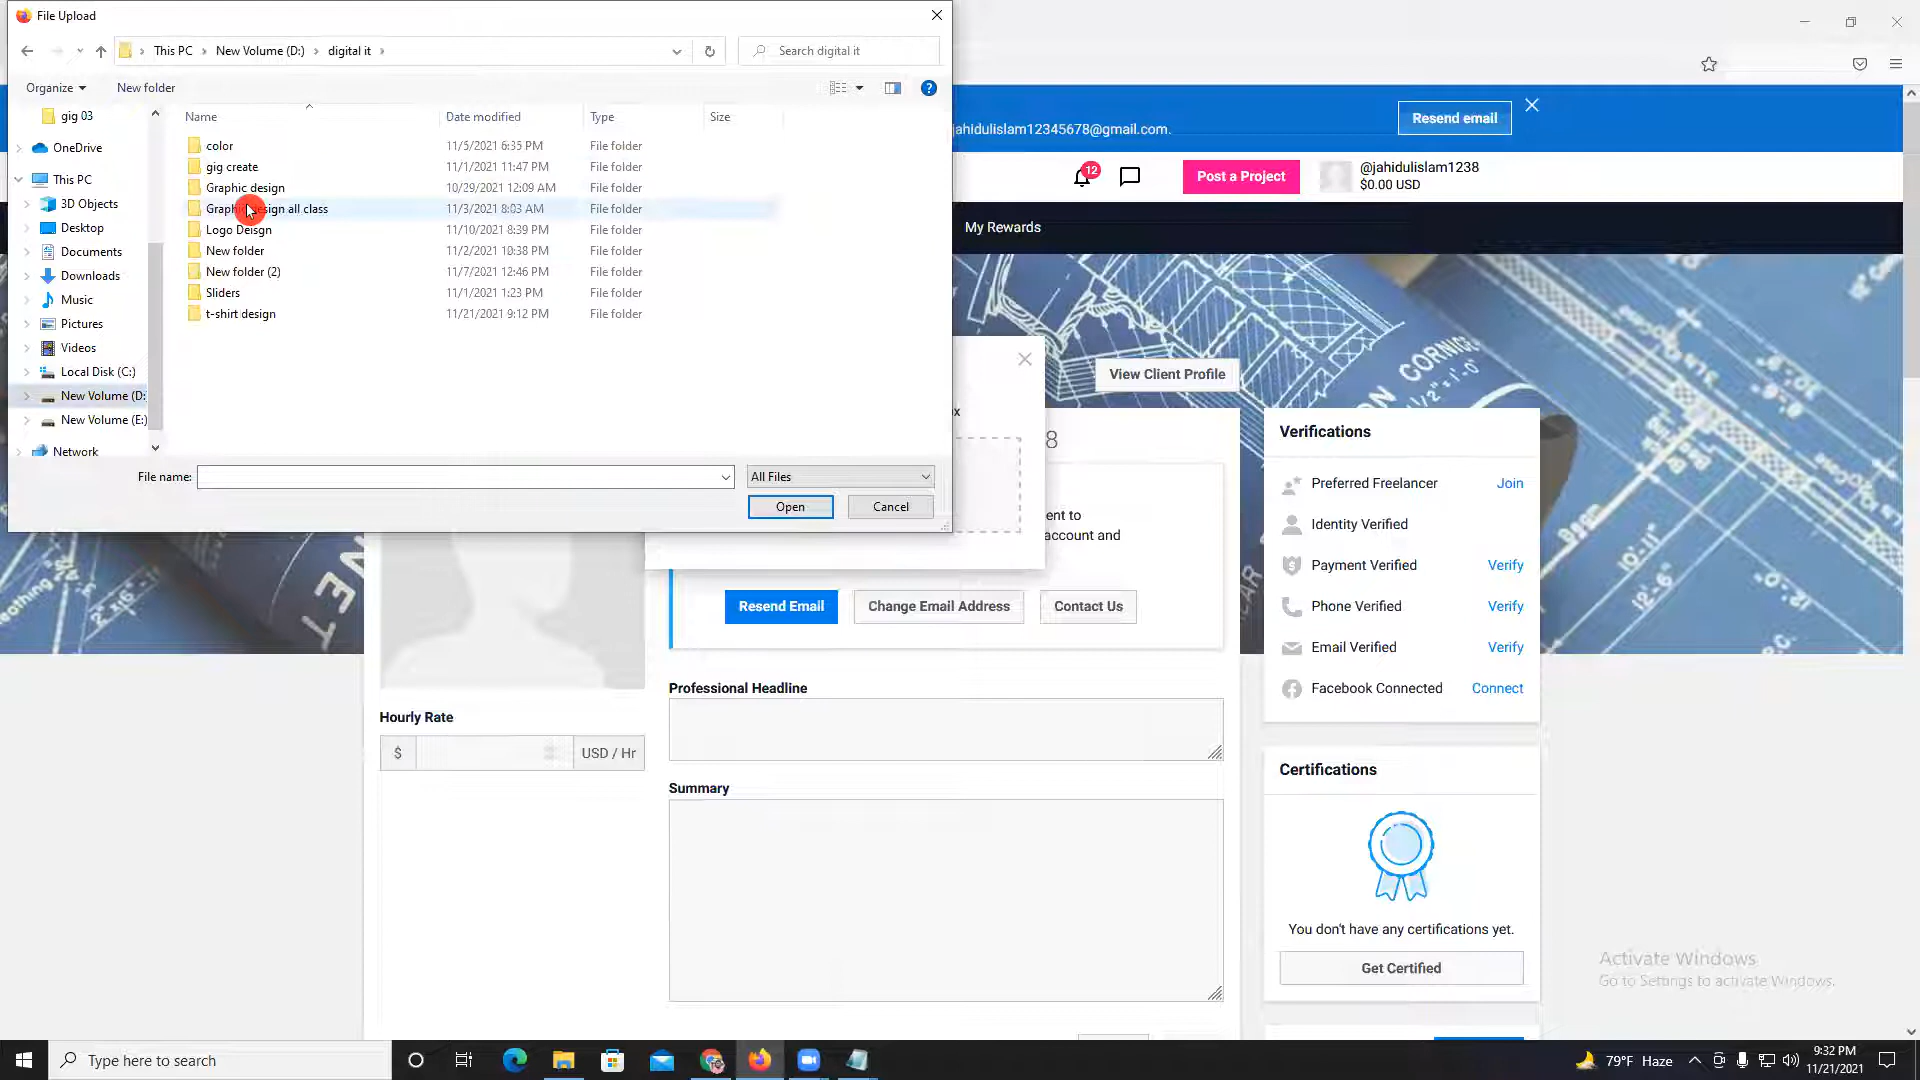 File Upload
This PC New Volume (D:) digital it
Search digital it
Organize New folder
gig 03
OneDrive
This PC
3D Objects
Desktop
Documents
Downloads
Music
Pictures
Videos
Local Disk (C:)
New Volume (D:
New Volume (E:)
Network
Name Date modified Type Size
color 11/5/2021 6:35 PM File folder
gig create 11/1/2021 11:47 PM File folder
Graphic design 10/29/2021 12:09 AM File folder
Graphic design all class 11/3/2021 8:03 AM File folder
Logo Deisgn 11/10/2021 8:39 PM File folder
New folder 11/2/2021 10:38 PM File folder
New folder (2) 11/7/2021 12:46 PM File folder
Sliders 11/1/2021 1:23 PM File folder
t-shirt design 11/21/2021 9:12 PM File folder
File name: All Files
Open Cancel
jahidulislam12345678@gmail.com.
Resend email
12
Post a Project
@jahidulislam1238
$0.00 USD
My Rewards
View Client Profile
x
8
ent to
account and
Resend Email Change Email Address Contact Us
Hourly Rate
$ USD / Hr
Professional Headline
Summary
Verifications
Preferred Freelancer Join
Identity Verified
Payment Verified Verify
Phone Verified Verify
Email Verified Verify
Facebook Connected Connect
Certifications
You don't have any certifications yet.
Get Certified
CORNICE
Base
10'-11"
12'-6"
Activate Windows
Go to Settings to activate Windows.
Type here to search
79°F Haze
9:32 PM
11/21/2021